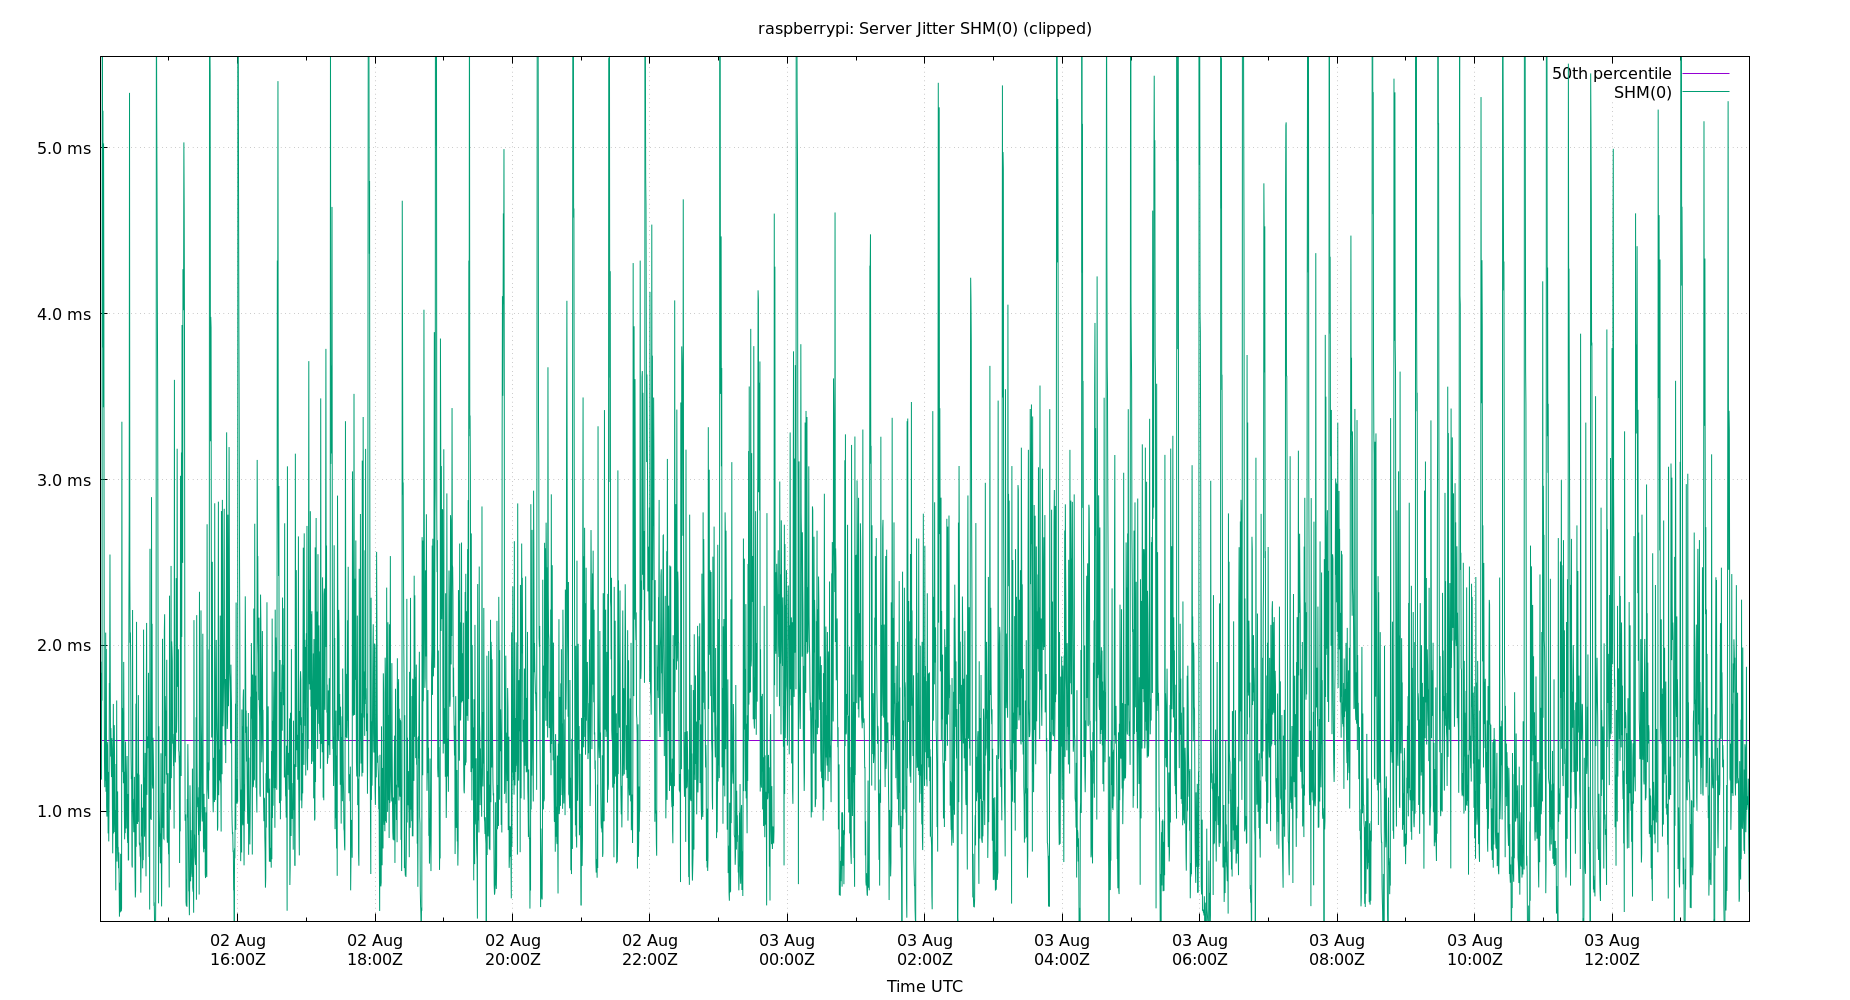 raspberrypi: Server Jitter SHM(0) (clipped)
50th percentile
SHM(0)
5.0 ms
4.0 ms
3.0 ms
2.0 ms
1.0 ms
02 Aug 02 Aug 02 Aug 02 Aug 03 Aug 03 Aug 03 Aug 03 Aug 03 Aug 03 Aug 03 Aug
16:00Z 18:00Z 20:00Z 22:00Z 00:00Z 02:00Z 04:00Z 06:00Z 08:00Z 10:00Z 12:00Z
Time UTC